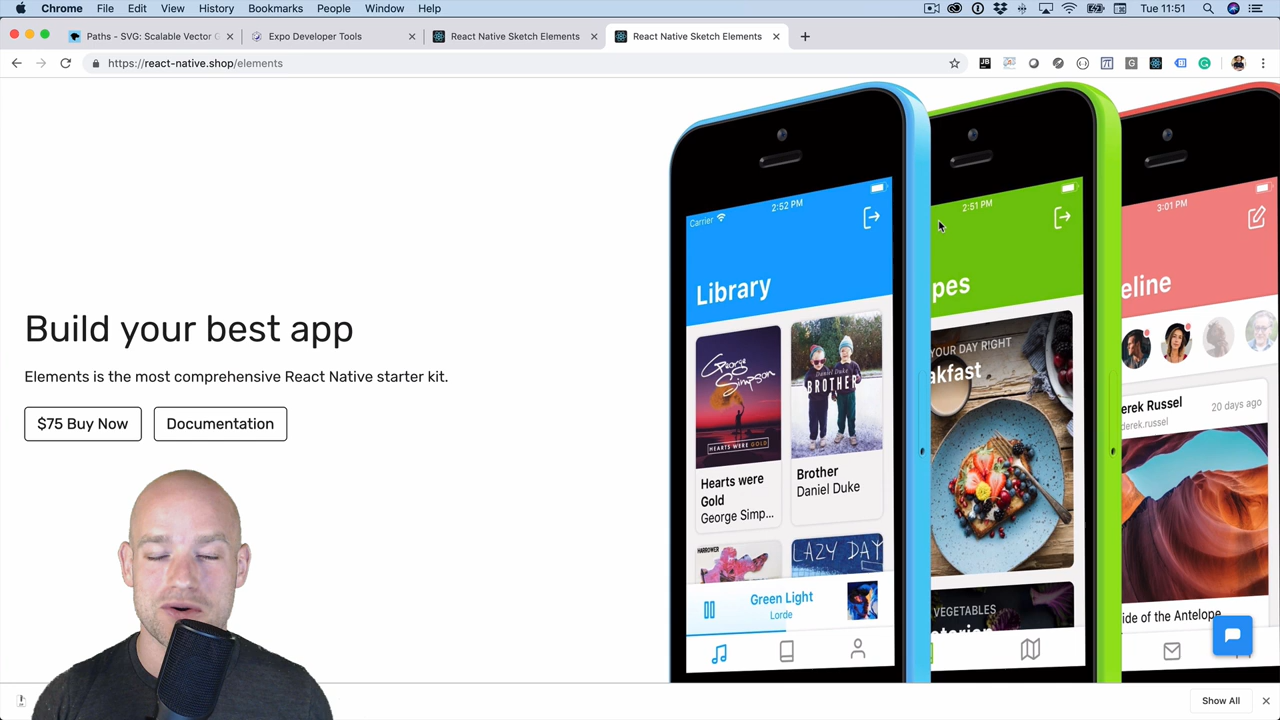 Chrome File Edit View History Bookmarks People Window Help Tue 11:51
Paths - SVG: Scalable Vector G
Expo Developer Tools
React Native Sketch Elements
React Native Sketch Elements
https://react-native.shop/elements
Build your best app
Elements is the most comprehensive React Native starter kit.
$75 Buy Now
Documentation
Carrier
2:52 PM
Library
George Simpson
HEARTS WERE GOLD
Daniel Duke
BROTHER
Hearts were
Gold
George Simp...
Brother
Daniel Duke
HARROWER
LAZY DAY
Green Light
Lorde
2:51 PM
pes
YOUR DAY RIGHT
akfast
VEGETABLES
3:01 PM
eline
erek Russel
20 days ago
derek.russel
ide of the Antelope
Show All